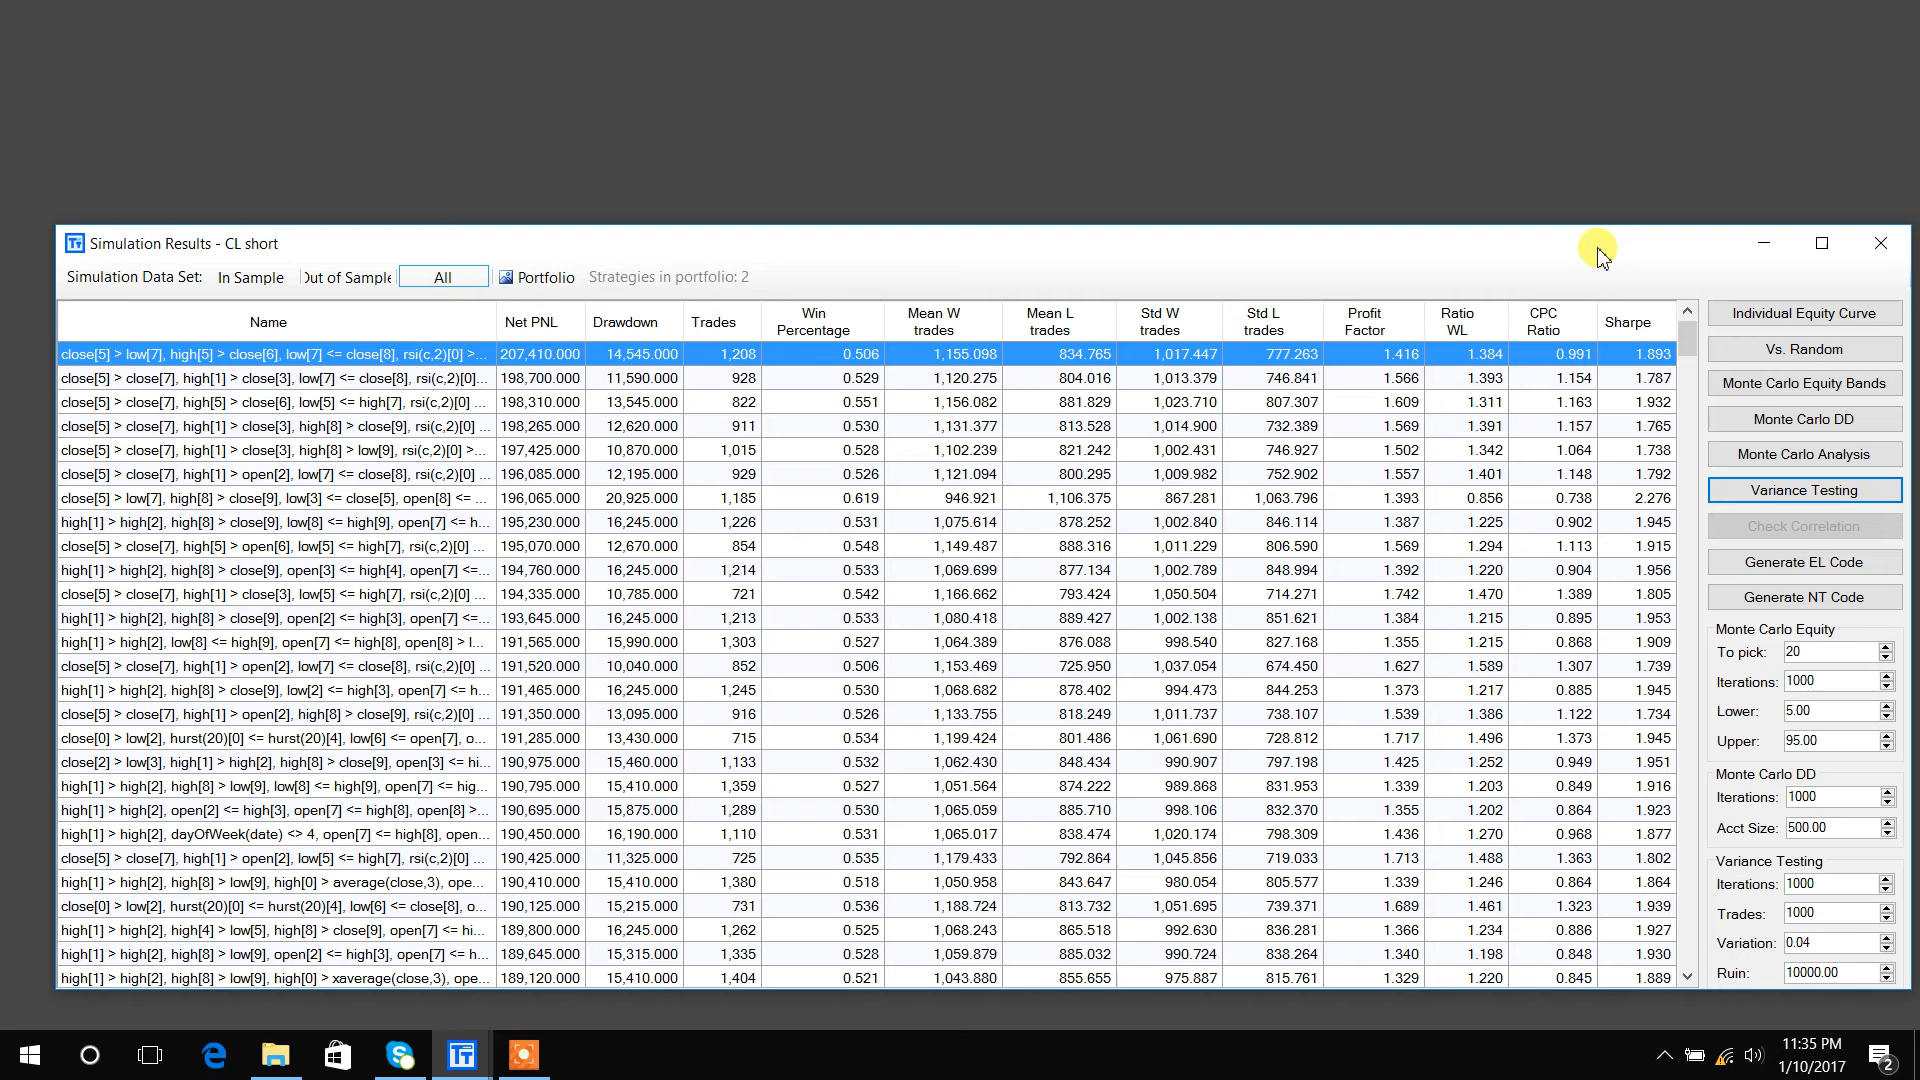 Simulation Results - CL short
Simulation Data Set: In Sample Out of Sample All Portfolio Strategies in portfolio: 2
Name Net PNL Drawdown Trades Win Percentage Mean W trades Mean L trades Std W trades Std L trades Profit Factor Ratio WL CPC Ratio Sharpe
close[5] > low[7], high[5] > close[6], low[7] <= close[8], rsi(c,2)[0] >... 207,410.000 14,545.000 1,208 0.506 1,155.098 834.765 1,017.447 777.263 1.416 1.384 0.991 1.893
close[5] > close[7], high[1] > close[3], low[7] <= close[8], rsi(c,2)[0]... 198,700.000 11,590.000 928 0.529 1,120.275 804.016 1,013.379 746.841 1.566 1.393 1.154 1.787
close[5] > close[7], high[5] > close[6], low[5] <= high[7], rsi(c,2)[0] ... 198,310.000 13,545.000 822 0.551 1,156.082 881.829 1,023.710 807.307 1.609 1.311 1.163 1.932
close[5] > close[7], high[1] > close[3], high[8] > close[9], rsi(c,2)[0] ... 198,265.000 12,620.000 911 0.530 1,131.377 813.528 1,014.900 732.389 1.569 1.391 1.157 1.765
close[5] > close[7], high[1] > close[3], high[8] > low[9], rsi(c,2)[0] >... 197,425.000 10,870.000 1,015 0.528 1,102.239 821.242 1,002.431 746.927 1.502 1.342 1.064 1.738
close[5] > close[7], high[1] > open[2], low[7] <= close[8], rsi(c,2)[0] ... 196,085.000 12,195.000 929 0.526 1,121.094 800.295 1,009.982 752.902 1.557 1.401 1.148 1.792
close[5] > low[7], high[8] > close[9], low[3] <= close[5], open[8] <= ... 196,065.000 20,925.000 1,185 0.619 946.921 1,106.375 867.281 1,063.796 1.393 0.856 0.738 2.276
high[1] > high[2], high[8] > close[9], low[8] <= high[9], open[7] <= h... 195,230.000 16,245.000 1,226 0.531 1,075.614 878.252 1,002.840 846.114 1.387 1.225 0.902 1.945
close[5] > close[7], high[5] > open[6], low[5] <= high[7], rsi(c,2)[0] ... 195,070.000 12,670.000 854 0.548 1,149.487 888.316 1,011.229 806.590 1.569 1.294 1.113 1.915
high[1] > high[2], high[8] > close[9], open[3] <= high[4], open[7] <=... 194,760.000 16,245.000 1,214 0.533 1,069.699 877.134 1,002.789 848.994 1.392 1.220 0.904 1.956
close[5] > close[7], high[1] > close[3], low[5] <= high[7], rsi(c,2)[0] ... 194,335.000 10,785.000 721 0.542 1,166.662 793.424 1,050.504 714.271 1.742 1.470 1.389 1.805
high[1] > high[2], high[8] > close[9], open[2] <= high[3], open[7] <=... 193,645.000 16,245.000 1,213 0.533 1,080.418 889.427 1,002.138 851.621 1.384 1.215 0.895 1.953
high[1] > high[2], low[8] <= high[9], open[7] <= high[8], open[8] > l... 191,565.000 15,990.000 1,303 0.527 1,064.389 876.088 998.540 827.168 1.355 1.215 0.868 1.909
close[5] > close[7], high[1] > open[2], low[7] <= close[8], rsi(c,2)[0] ... 191,520.000 10,040.000 852 0.506 1,153.469 725.950 1,037.054 674.450 1.627 1.589 1.307 1.739
high[1] > high[2], high[8] > close[9], low[2] <= high[3], open[7] <= h... 191,465.000 16,245.000 1,245 0.530 1,068.682 878.402 994.473 844.253 1.373 1.217 0.885 1.945
close[5] > close[7], high[1] > open[2], high[8] > close[9], rsi(c,2)[0] ... 191,350.000 13,095.000 916 0.526 1,133.755 818.249 1,011.737 738.107 1.539 1.386 1.122 1.734
close[0] > low[2], hurst(20)[0] <= hurst(20)[4], low[6] <= open[7], o... 191,285.000 13,430.000 715 0.534 1,199.424 801.486 1,061.690 728.812 1.717 1.496 1.373 1.945
close[2] > low[3], high[1] > high[2], high[8] > close[9], open[3] <= hi... 190,975.000 15,460.000 1,133 0.532 1,062.430 848.434 990.907 797.198 1.425 1.252 0.949 1.951
high[1] > high[2], high[8] > low[9], low[8] <= high[9], open[7] <= hig... 190,795.000 15,410.000 1,359 0.527 1,051.564 874.222 989.868 831.953 1.339 1.203 0.849 1.916
high[1] > high[2], open[2] <= high[3], open[7] <= high[8], open[8] >... 190,695.000 15,875.000 1,289 0.530 1,065.059 885.710 998.106 832.370 1.355 1.202 0.864 1.923
high[1] > high[2], dayOfWeek(date) <> 4, open[7] <= high[8], open... 190,450.000 16,190.000 1,110 0.531 1,065.017 838.474 1,020.174 798.309 1.436 1.270 0.968 1.877
close[5] > close[7], high[1] > open[2], low[5] <= high[7], rsi(c,2)[0] ... 190,425.000 11,325.000 725 0.535 1,179.433 792.864 1,045.856 719.033 1.713 1.488 1.363 1.802
high[1] > high[2], high[8] > low[9], high[0] > average(close,3), ope... 190,410.000 15,410.000 1,380 0.518 1,050.958 843.647 980.054 805.577 1.339 1.246 0.864 1.864
close[0] > low[2], hurst(20)[0] <= hurst(20)[4], low[6] <= close[8], o... 190,125.000 15,215.000 731 0.536 1,188.724 813.732 1,051.695 739.371 1.689 1.461 1.323 1.939
high[1] > high[2], high[4] > low[5], high[8] > close[9], open[7] <= hi... 189,800.000 16,245.000 1,262 0.525 1,068.243 865.518 992.630 836.281 1.366 1.234 0.886 1.927
high[1] > high[2], high[8] > low[9], open[2] <= high[3], open[7] <= h... 189,645.000 15,315.000 1,335 0.528 1,059.879 885.032 990.724 838.264 1.340 1.198 0.848 1.930
high[1] > high[2], high[8] > low[9], high[0] > xaverage(close,3), ope... 189,120.000 15,410.000 1,404 0.521 1,043.880 855.655 975.887 815.761 1.329 1.220 0.845 1.889
Individual Equity Curve
Vs. Random
Monte Carlo Equity Bands
Monte Carlo DD
Monte Carlo Analysis
Variance Testing
Check Correlation
Generate EL Code
Generate NT Code
Monte Carlo Equity
To pick: 20
Iterations: 1000
Lower: 5.00
Upper: 95.00
Monte Carlo DD
Iterations: 1000
Acct Size: 500.00
Variance Testing
Iterations: 1000
Trades: 1000
Variation: 0.04
Ruin: 10000.00
11:35 PM
1/10/2017
2